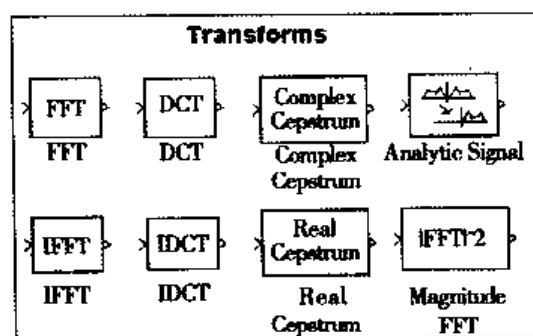 Transforms
FFT DCT Complex Cepstrum
FFT DCT Complex Cepstrum Analytic Signal
IFFT IDCT Real Cepstrum |FFT|^2
IFFT IDCT Real Cepstrum Magnitude FFT